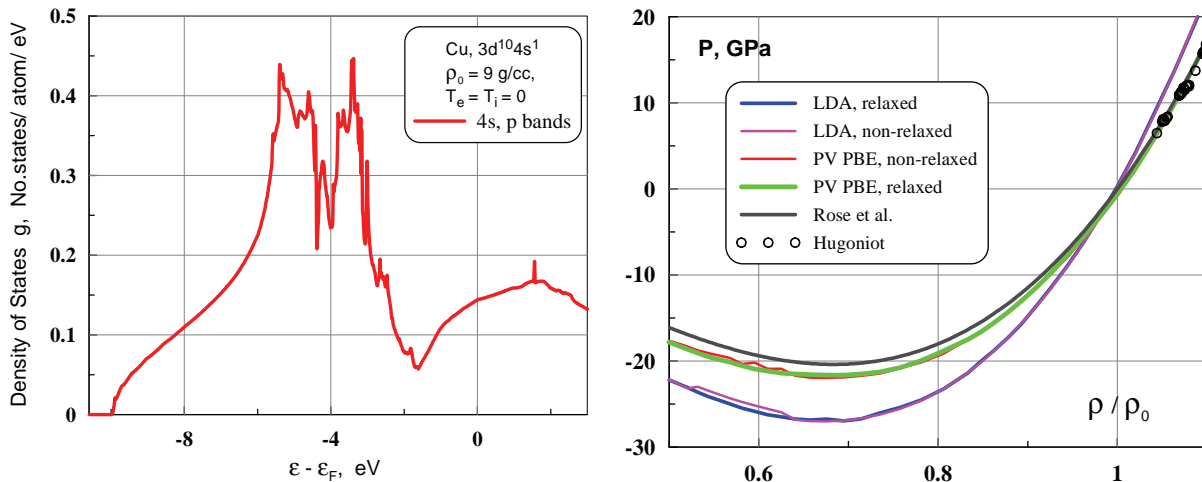 Density of States g, No.states/ atom/ eV
0.5
0.4
0.3
0.2
0.1
0
-8
-4
0
ε - ε_F, eV
Cu, 3d¹⁰4s¹
ρ₀ = 9 g/cc,
Tₑ = Tᵢ = 0
4s, p bands
P, GPa
20
10
0
-10
-20
-30
0.6
0.8
1
ρ / ρ₀
LDA, relaxed
LDA, non-relaxed
PV PBE, non-relaxed
PV PBE, relaxed
Rose et al.
Hugoniot